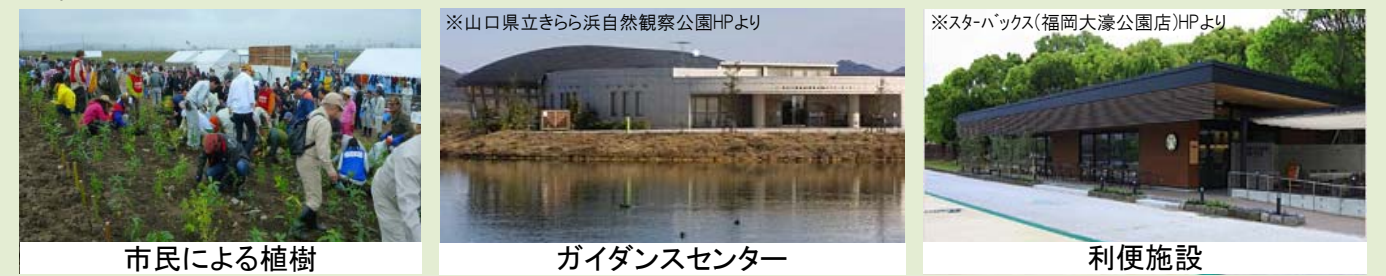 ※山口県立きらら浜自然観察公園HPより
※スターバックス(福岡大濠公園店)HPより
市民による植樹
ガイダンスセンター
利便施設